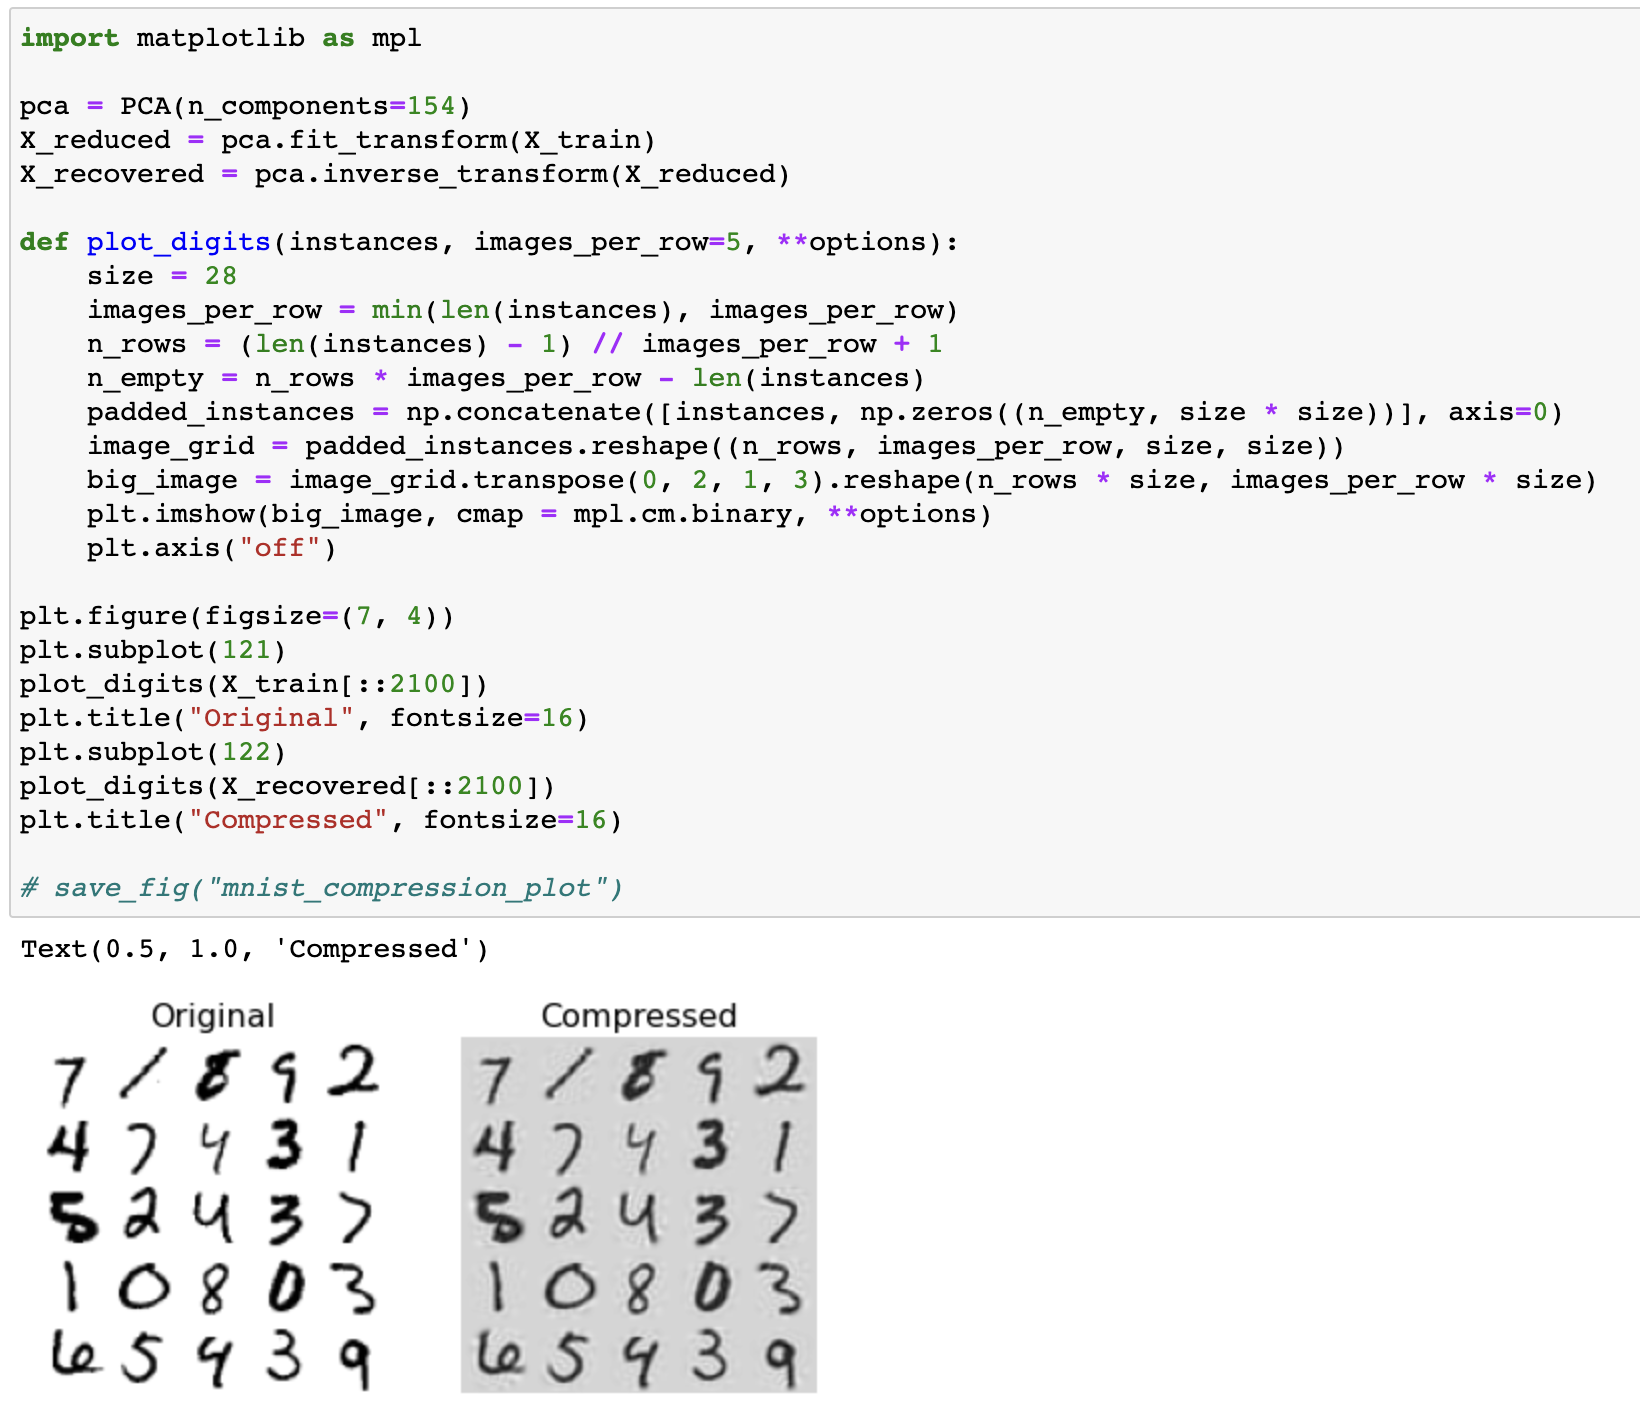 import matplotlib as mpl

pca = PCA(n_components=154)
X_reduced = pca.fit_transform(X_train)
X_recovered = pca.inverse_transform(X_reduced)

def plot_digits(instances, images_per_row=5, **options):
    size = 28
    images_per_row = min(len(instances), images_per_row)
    n_rows = (len(instances) - 1) // images_per_row + 1
    n_empty = n_rows * images_per_row - len(instances)
    padded_instances = np.concatenate([instances, np.zeros((n_empty, size * size))], axis=0)
    image_grid = padded_instances.reshape((n_rows, images_per_row, size, size))
    big_image = image_grid.transpose(0, 2, 1, 3).reshape(n_rows * size, images_per_row * size)
    plt.imshow(big_image, cmap = mpl.cm.binary, **options)
    plt.axis("off")

plt.figure(figsize=(7, 4))
plt.subplot(121)
plot_digits(X_train[::2100])
plt.title("Original", fontsize=16)
plt.subplot(122)
plot_digits(X_recovered[::2100])
plt.title("Compressed", fontsize=16)

# save_fig("mnist_compression_plot")
Text(0.5, 1.0, 'Compressed')
Original
7 1 8 9 2
4 7 4 3 1
5 2 4 3 7
1 0 8 0 3
6 5 9 3 9
Compressed
7 1 8 9 2
4 7 4 3 1
5 2 4 3 7
1 0 8 0 3
6 5 9 3 9